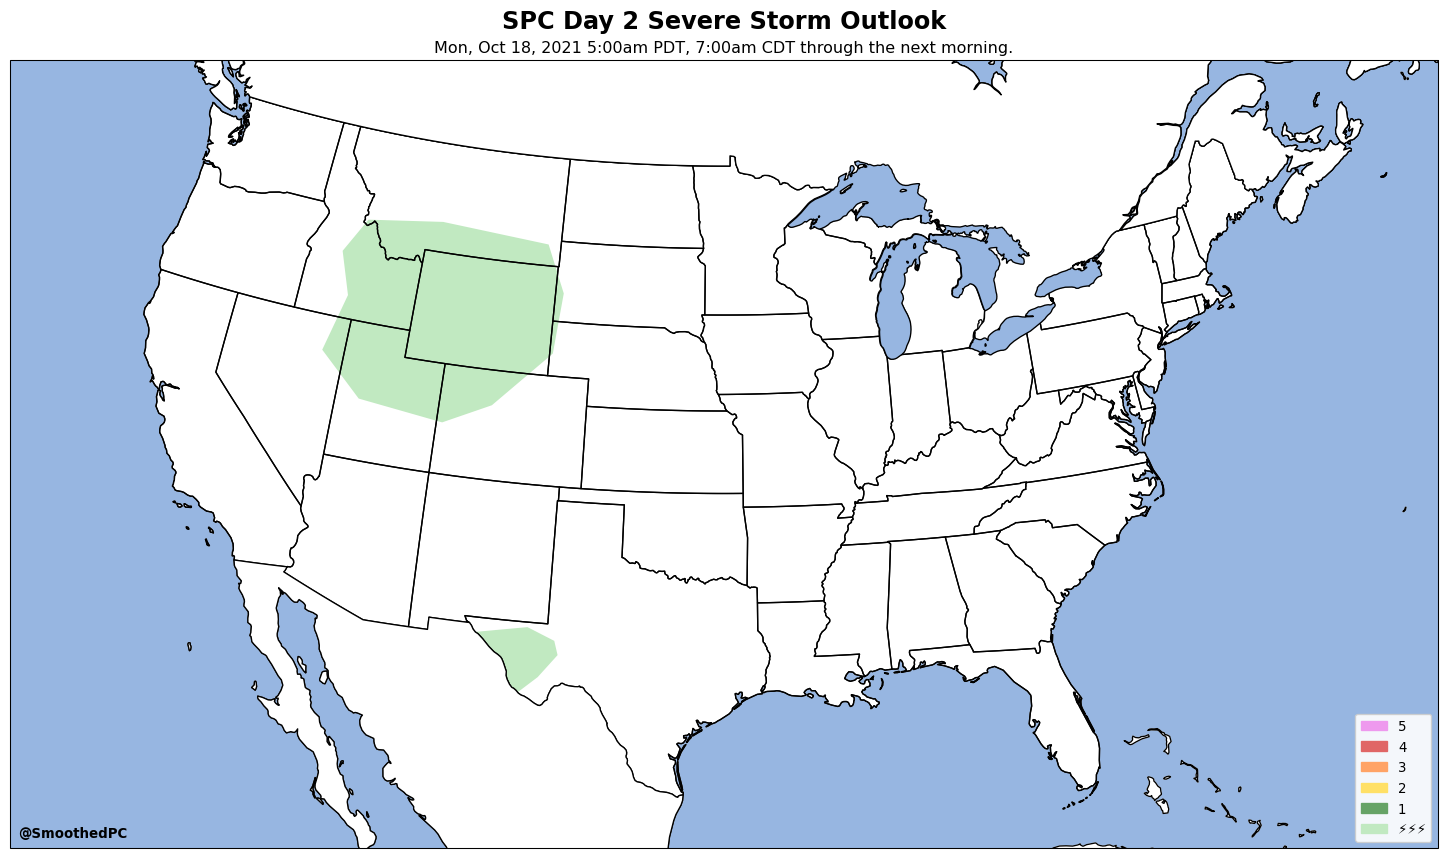 SPC Day 2 Severe Storm Outlook
Mon, Oct 18, 2021 5:00am PDT, 7:00am CDT through the next morning.
5
4
3
2
1
⚡⚡⚡
@SmoothedPC